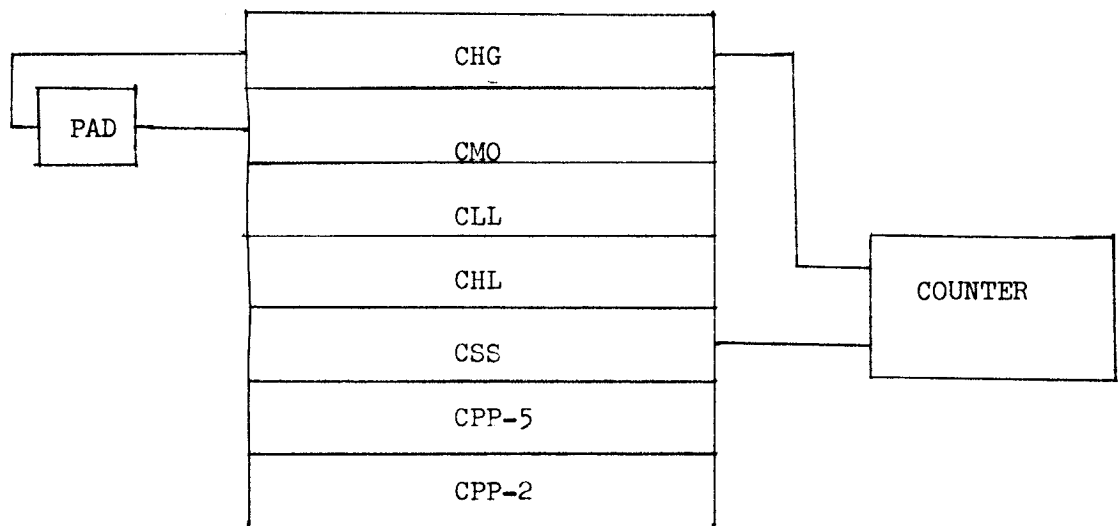 CHG
PAD
CMO
CLL
CHL
COUNTER
CSS
CPP-5
CPP-2